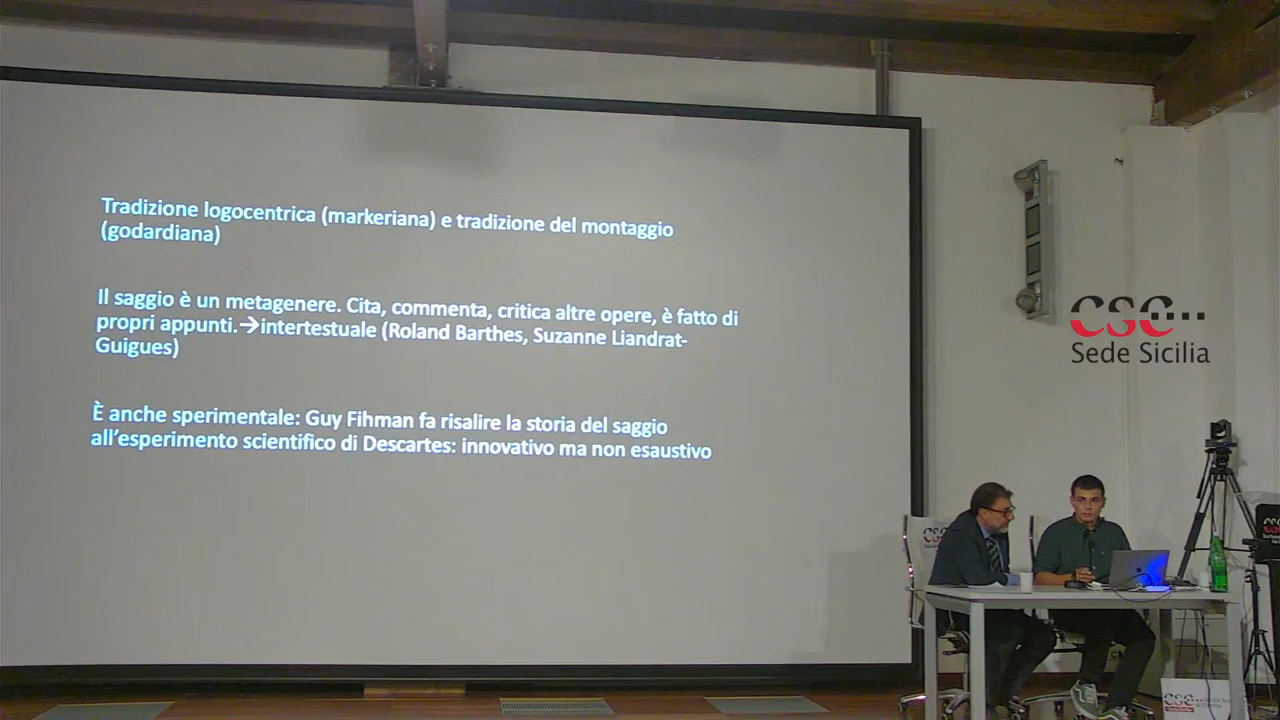 Tradizione logocentrica (markeriana) e tradizione del montaggio
(godardiana)
Il saggio è un metagenere. Cita, commenta, critica altre opere, è fatto di
propri appunti.→intertestuale (Roland Barthes, Suzanne Liandrat-
Guigues)
È anche sperimentale: Guy Fihman fa risalire la storia del saggio
all'esperimento scientifico di Descartes: innovativo ma non esaustivo
CSC
Sede Sicilia
CSC
CSC